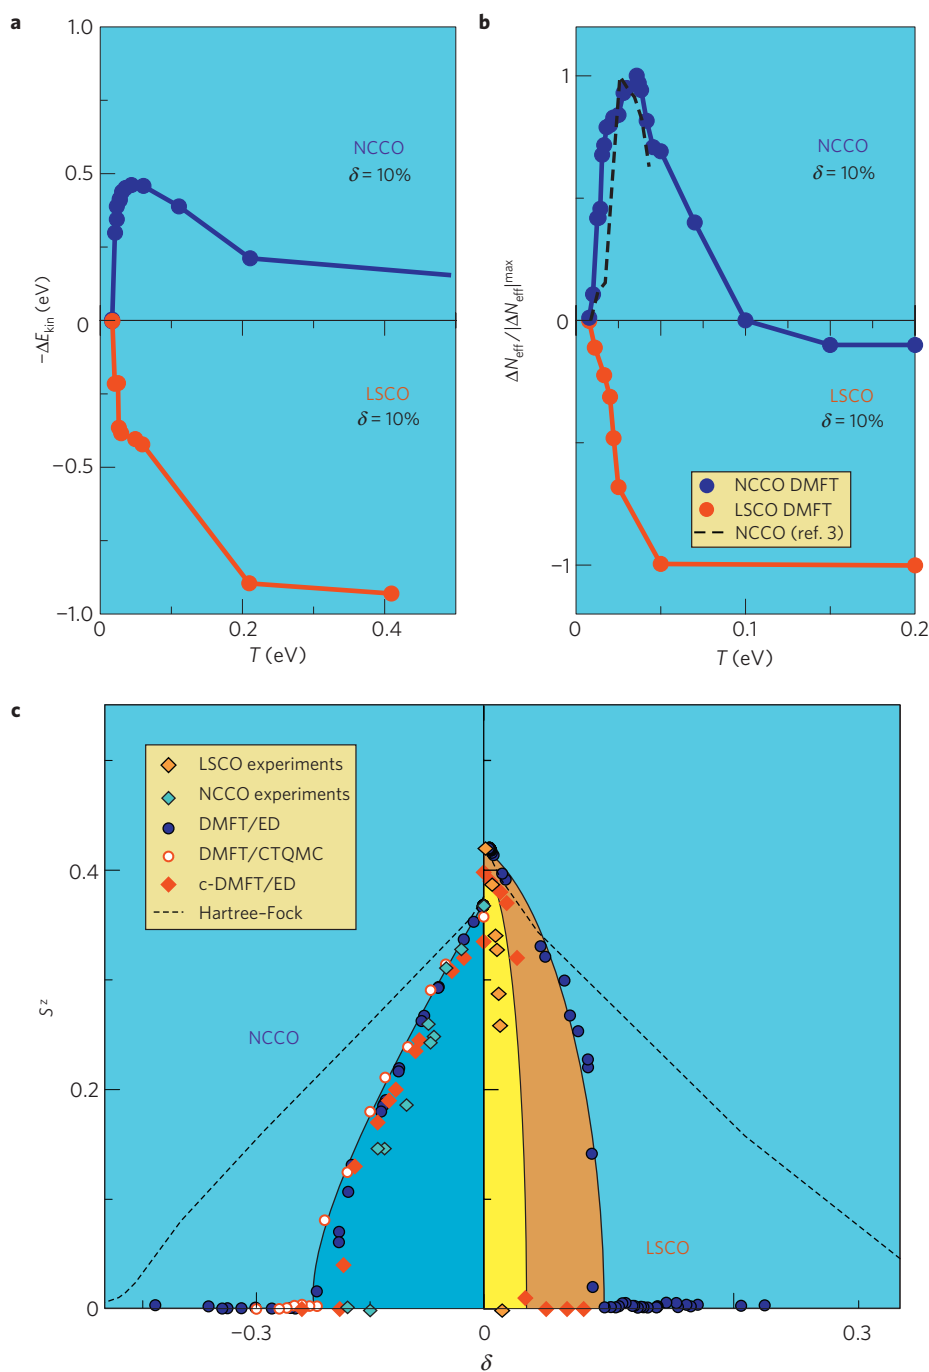 a
1.0
0.5
0
−0.5
−1.0
−ΔE_kin (eV)
NCCO
δ = 10%
LSCO
δ = 10%
0
0.2
0.4
T (eV)
b
1
0
−1
ΔN_eff / |ΔN_eff|^max
NCCO
δ = 10%
LSCO
δ = 10%
NCCO DMFT
LSCO DMFT
NCCO (ref. 3)
0
0.1
0.2
T (eV)
c
LSCO experiments
NCCO experiments
DMFT/ED
DMFT/CTQMC
c-DMFT/ED
Hartree–Fock
0.4
0.2
0
S^z
NCCO
LSCO
−0.3
0
0.3
δ